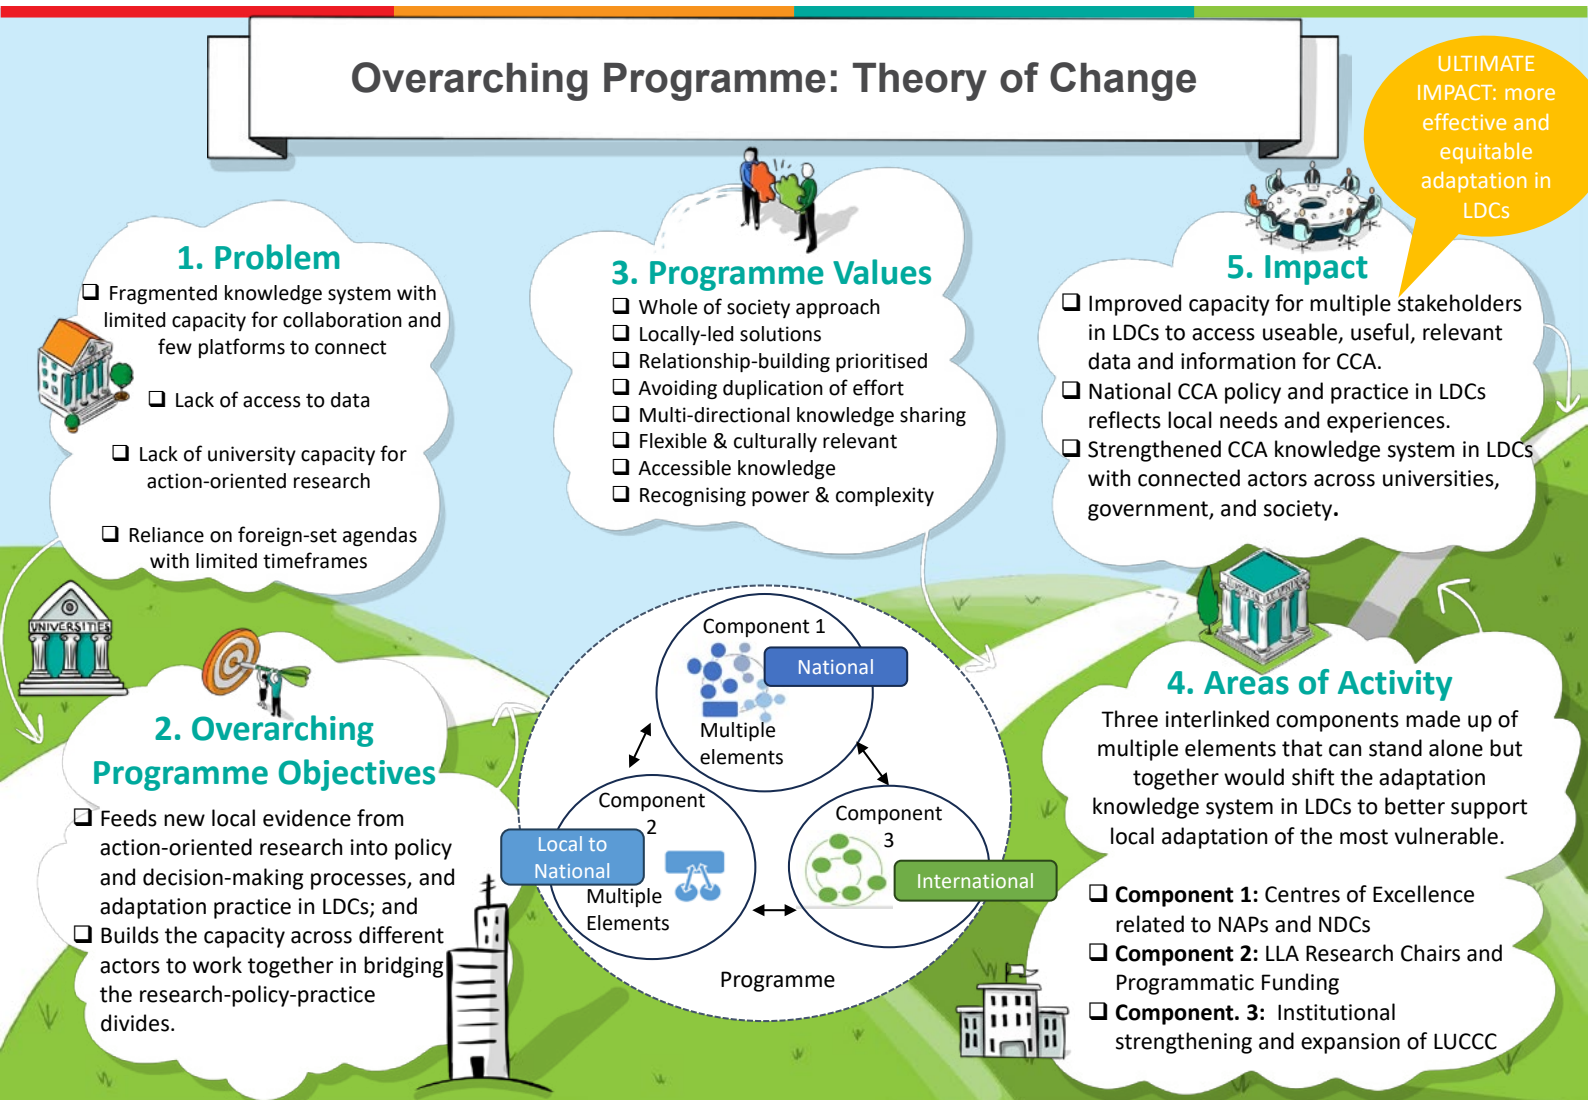 Overarching Programme: Theory of Change
ULTIMATE
IMPACT: more
effective and
equitable
adaptation in
LDCs
1. Problem
Fragmented knowledge system with
limited capacity for collaboration and
few platforms to connect
Lack of access to data
Lack of university capacity for
action-oriented research
Reliance on foreign-set agendas
with limited timeframes
UNIVERSITIES
2. Overarching
Programme Objectives
Feeds new local evidence from
action-oriented research into policy
and decision-making processes, and
adaptation practice in LDCs; and
Builds the capacity across different
actors to work together in bridging
the research-policy-practice
divides.
3. Programme Values
Whole of society approach
Locally-led solutions
Relationship-building prioritised
Avoiding duplication of effort
Multi-directional knowledge sharing
Flexible & culturally relevant
Accessible knowledge
Recognising power & complexity
Component 1
National
Multiple
elements
Component
2
Local to
National
Multiple
Elements
Component
3
International
Programme
4. Areas of Activity
Three interlinked components made up of
multiple elements that can stand alone but
together would shift the adaptation
knowledge system in LDCs to better support
local adaptation of the most vulnerable.
Component 1: Centres of Excellence
related to NAPs and NDCs
Component 2: LLA Research Chairs and
Programmatic Funding
Component. 3: Institutional
strengthening and expansion of LUCCC
5. Impact
Improved capacity for multiple stakeholders
in LDCs to access useable, useful, relevant
data and information for CCA.
National CCA policy and practice in LDCs
reflects local needs and experiences.
Strengthened CCA knowledge system in LDCs
with connected actors across universities,
government, and society.